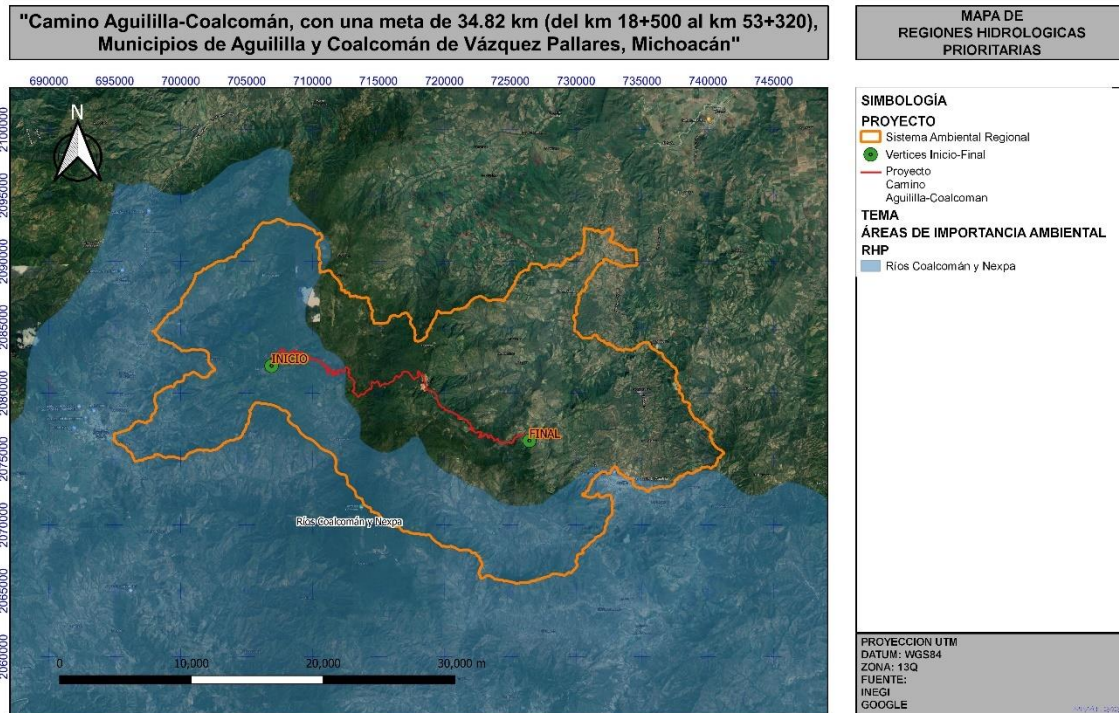 "Camino Aguililla-Coalcomán, con una meta de 34.82 km (del km 18+500 al km 53+320),
Municipios de Aguililla y Coalcomán de Vázquez Pallares, Michoacán"
MAPA DE
REGIONES HIDROLOGICAS
PRIORITARIAS
690000 695000 700000 705000 710000 715000 720000 725000 730000 735000 740000 745000
N
2100000
2095000
2090000
2085000
2080000
2075000
2070000
2065000
2060000
INICIO
FINAL
Ríos Coalcomán y Nexpa
0 10,000 20,000 30,000 m
SIMBOLOGÍA
PROYECTO
Sistema Ambiental Regional
Vertices Inicio-Final
Proyecto
Camino
Aguililla-Coalcoman
TEMA
ÁREAS DE IMPORTANCIA AMBIENTAL
RHP
Ríos Coalcomán y Nexpa
PROYECCION UTM
DATUM: WGS84
ZONA: 13Q
FUENTE:
INEGI
GOOGLE